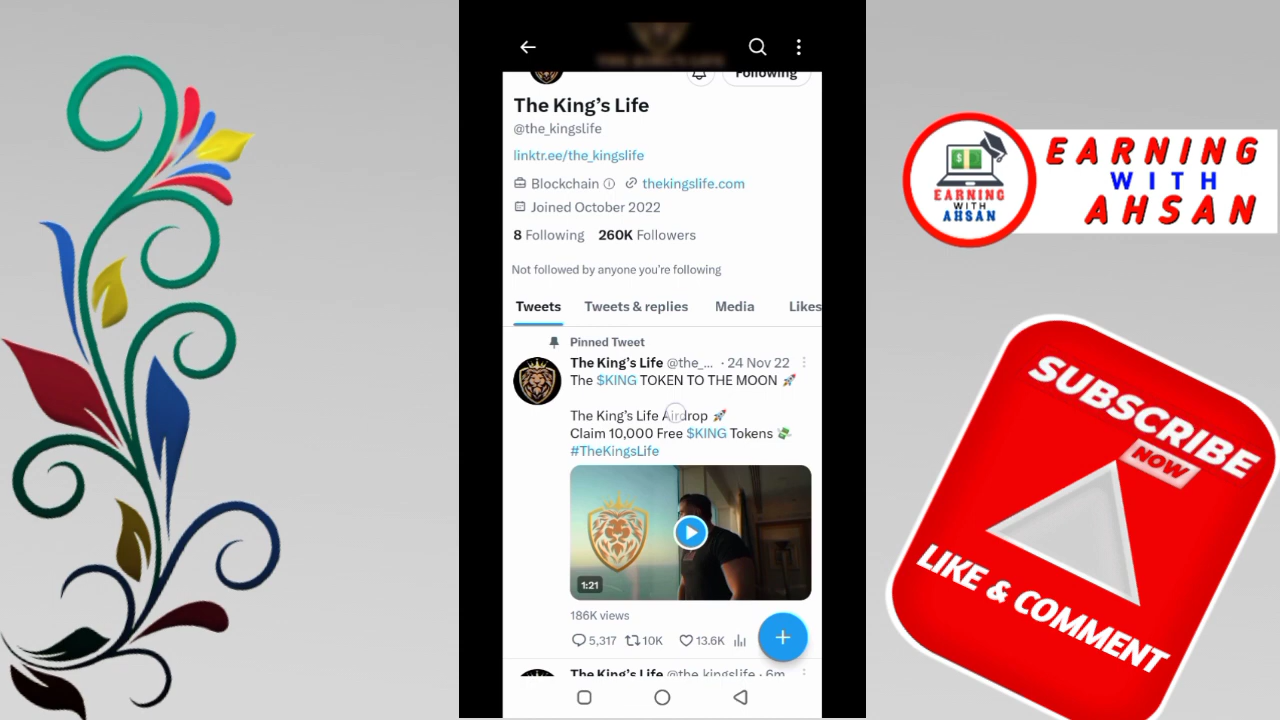 Following
The King’s Life
@the_kingslife
linktr.ee/the_kingslife
Blockchain thekingslife.com
Joined October 2022
8 Following 260K Followers
Not followed by anyone you’re following
Tweets Tweets & replies Media Likes
Pinned Tweet
The King’s Life @the_... · 24 Nov 22
The $KING TOKEN TO THE MOON 🚀
The King’s Life Airdrop 🚀
Claim 10,000 Free $KING Tokens 💸
#TheKingsLife
1:21
186K views
5,317 10K 13.6K
The King’s Life @the_kingslife · 6m
EARNING
WITH
AHSAN
EARNING
WITH
AHSAN
SUBSCRIBE
NOW
LIKE & COMMENT